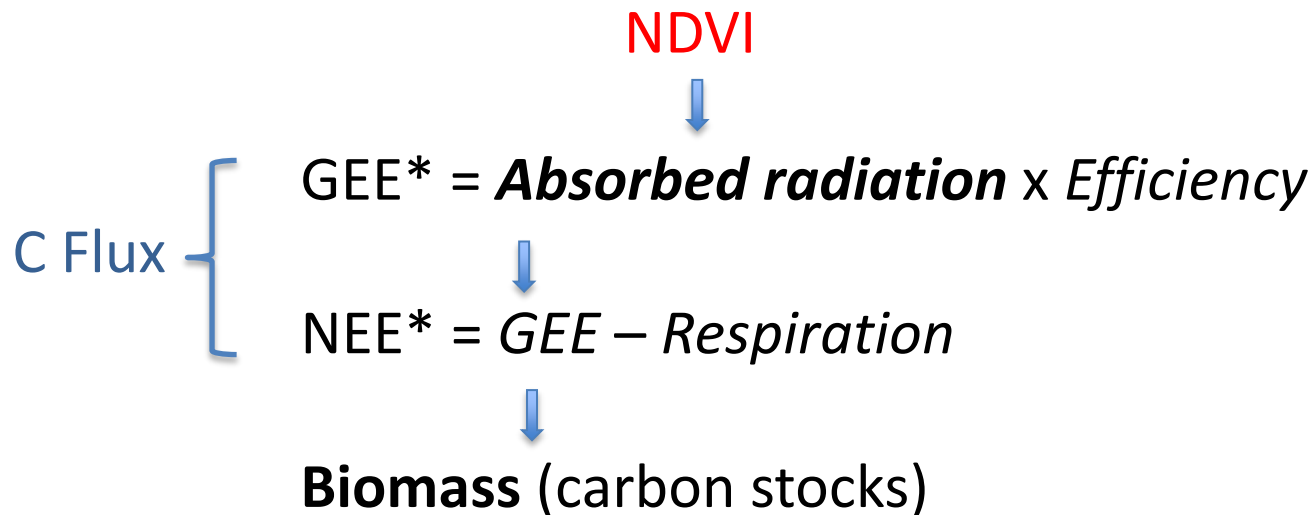 NDVI
GEE* = Absorbed radiation x Efficiency
C Flux
NEE* = GEE – Respiration
Biomass (carbon stocks)